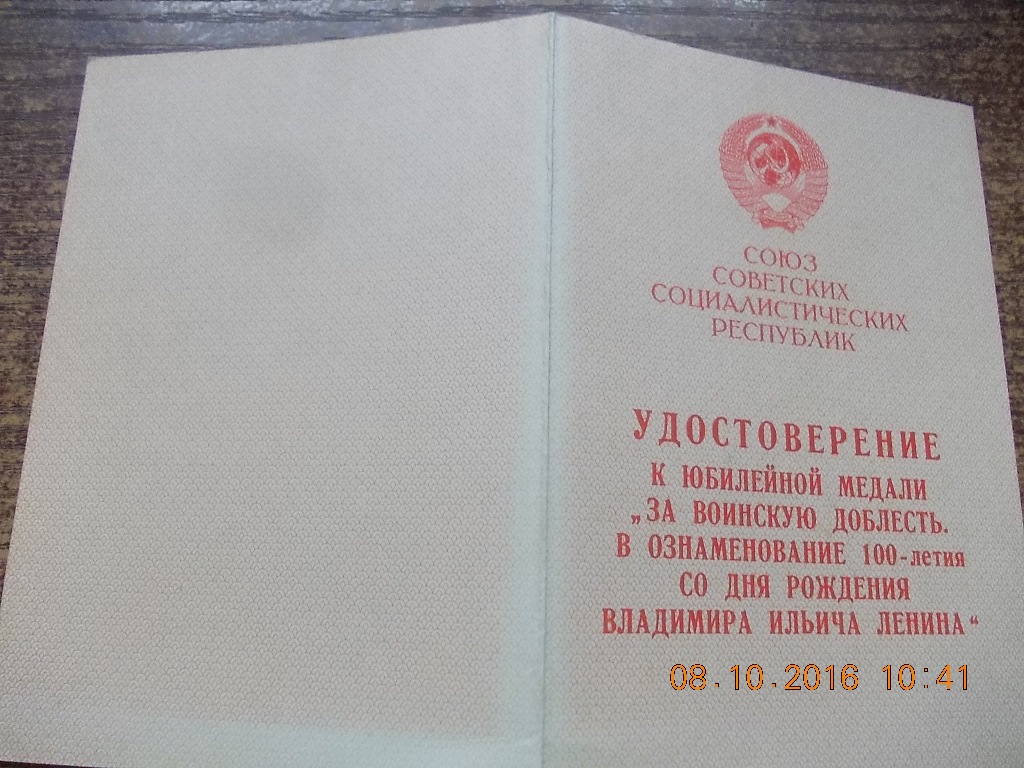 СОЮЗ
СОВЕТСКИХ
СОЦИАЛИСТИЧЕСКИХ
РЕСПУБЛИК
УДОСТОВЕРЕНИЕ
К ЮБИЛЕЙНОЙ МЕДАЛИ
„ЗА ВОИНСКУЮ ДОБЛЕСТЬ.
В ОЗНАМЕНОВАНИЕ 100-летия
СО ДНЯ РОЖДЕНИЯ
ВЛАДИМИРА ИЛЬИЧА ЛЕНИНА“
08.10.2016 10:41